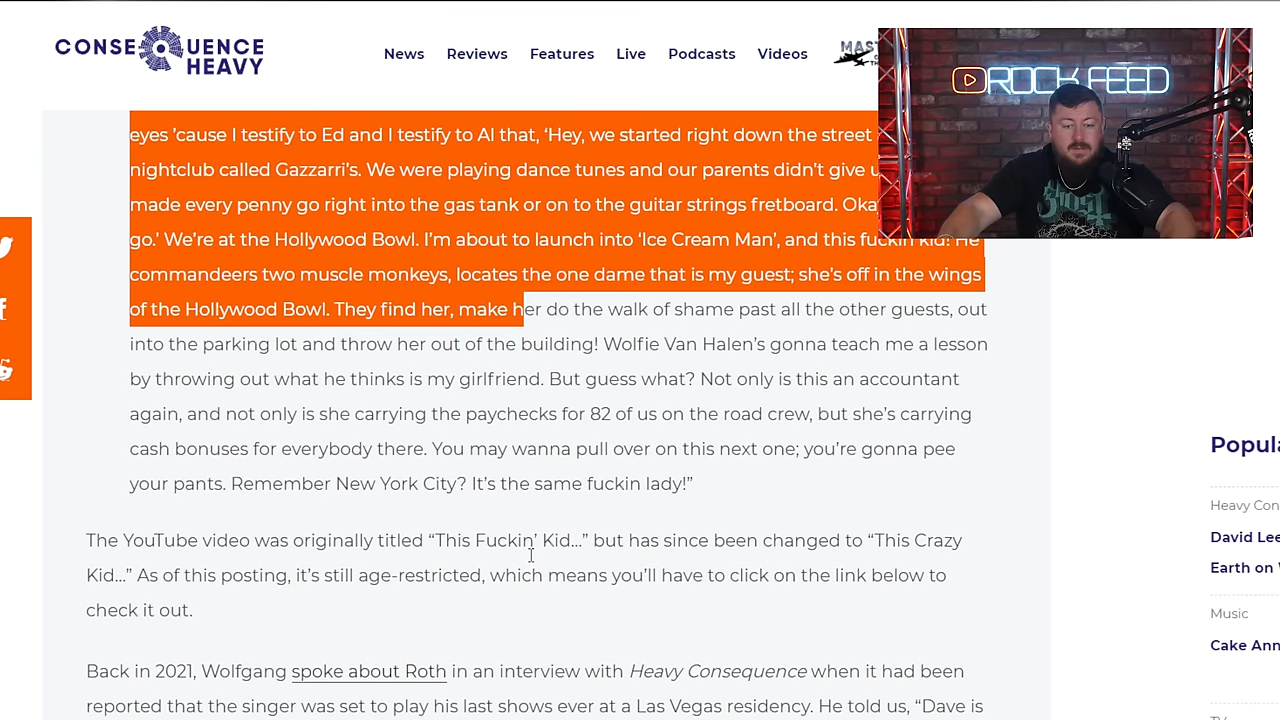 CONSEQUENCE
HEAVY
News Reviews Features Live Podcasts Videos
ROCK FEED
Ghost
eyes ’cause I testify to Ed and I testify to Al that, ‘Hey, we started right down the street
nightclub called Gazzarri’s. We were playing dance tunes and our parents didn’t give
made every penny go right into the gas tank or on to the guitar strings fretboard.
go.’ We’re at the Hollywood Bowl. I’m about to launch into ‘Ice Cream Man’, and this fuckin kid! He
commandeers two muscle monkeys, locates the one dame that is my guest; she’s off in the wings
of the Hollywood Bowl. They find her, make her do the walk of shame past all the other guests, out
into the parking lot and throw her out of the building! Wolfie Van Halen’s gonna teach me a lesson
by throwing out what he thinks is my girlfriend. But guess what? Not only is this an accountant
again, and not only is she carrying the paychecks for 82 of us on the road crew, but she’s carrying
cash bonuses for everybody there. You may wanna pull over on this next one; you’re gonna pee
your pants. Remember New York City? It’s the same fuckin lady!”
The YouTube video was originally titled “This Fuckin’ Kid…” but has since been changed to “This Crazy
Kid…” As of this posting, it’s still age-restricted, which means you’ll have to click on the link below to
check it out.
Back in 2021, Wolfgang spoke about Roth in an interview with Heavy Consequence when it had been
reported that the singer was set to play his last shows ever at a Las Vegas residency. He told us, “Dave is
Popul
Heavy Con
David Lee
Earth on
Music
Cake Ann